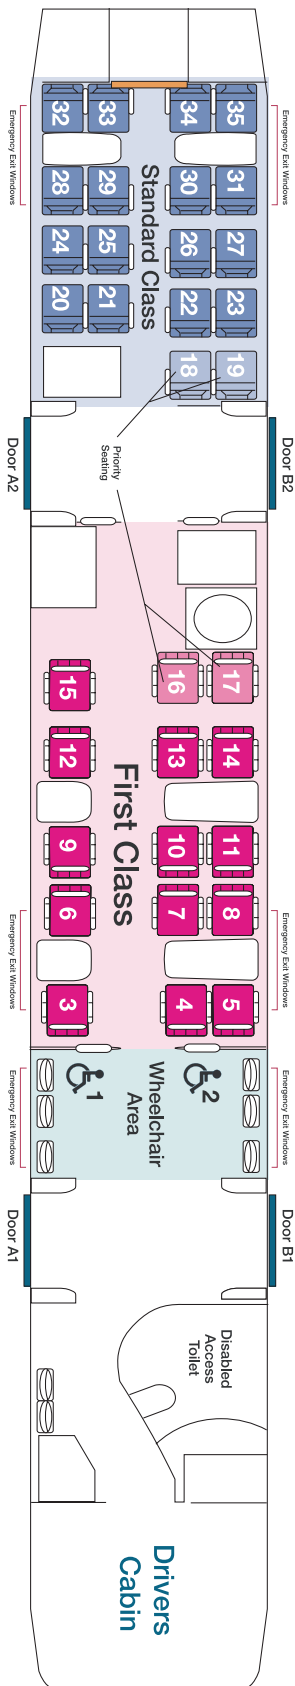 32 33 34 35
Emergency Exit Windows
Emergency Exit Windows
28 29 30 31
Standard Class
24 25 26 27
20 21 22 23
18 19
Door A2
Priority
Seating
Door B2
15 16 17
12 13 14
First Class
9 10 11
6 7 8
Emergency Exit Windows
Emergency Exit Windows
3 4 5
1 2
Wheelchair
Area
Emergency Exit Windows
Emergency Exit Windows
Door A1
Door B1
Disabled
Access
Toilet
Drivers
Cabin